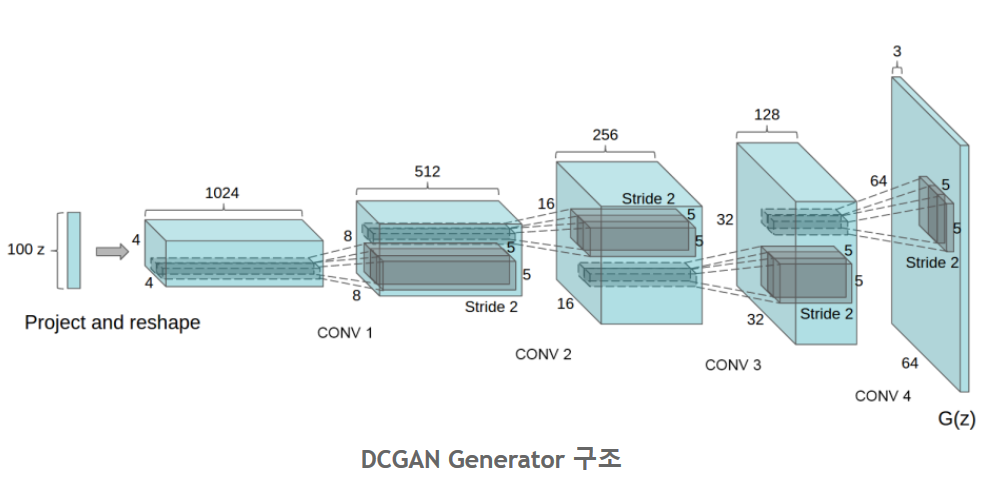 100 z
Project and reshape
1024
4
4
CONV 1
512
8
8
5
5
Stride 2
CONV 2
256
16
16
Stride 2
5
5
CONV 3
128
32
32
5
5
Stride 2
CONV 4
3
64
64
5
5
Stride 2
G(z)
DCGAN Generator 구조